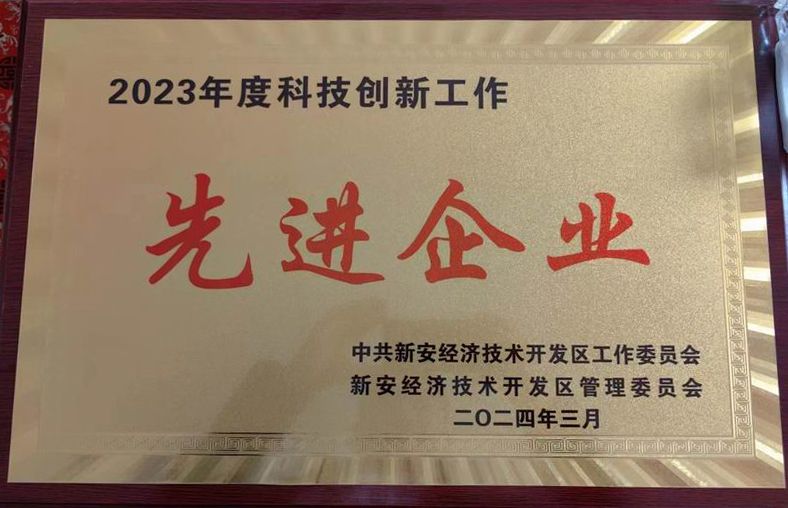 2023年度科技创新工作
先进企业
中共新安经济技术开发区工作委员会
新安经济技术开发区管理委员会
二〇二四年三月